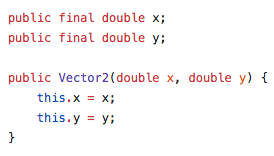 public final double x;
public final double y;

public Vector2(double x, double y) {
    this.x = x;
    this.y = y;
}